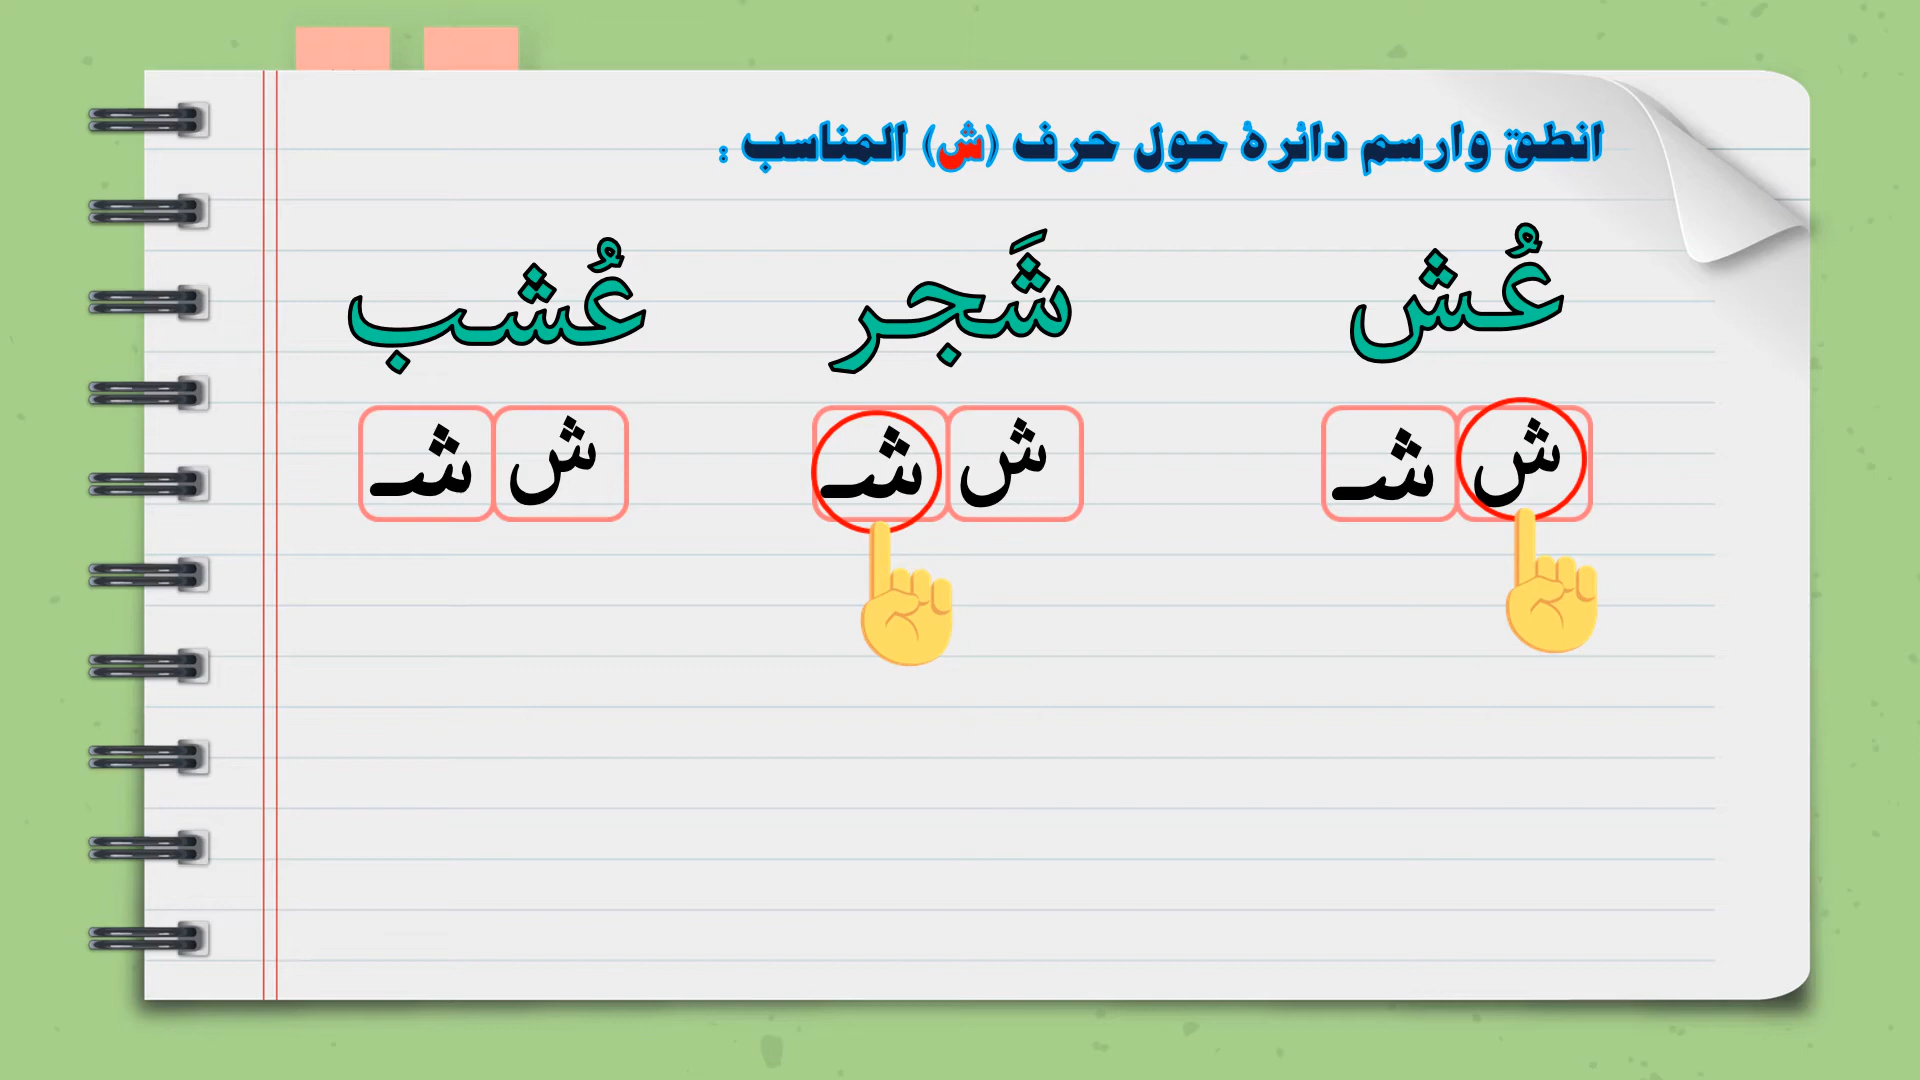 انطق وارسم دائرة حول حرف (ش) المناسب :
عُش شَجر عُشب
ش شـ ش شـ ش شـ